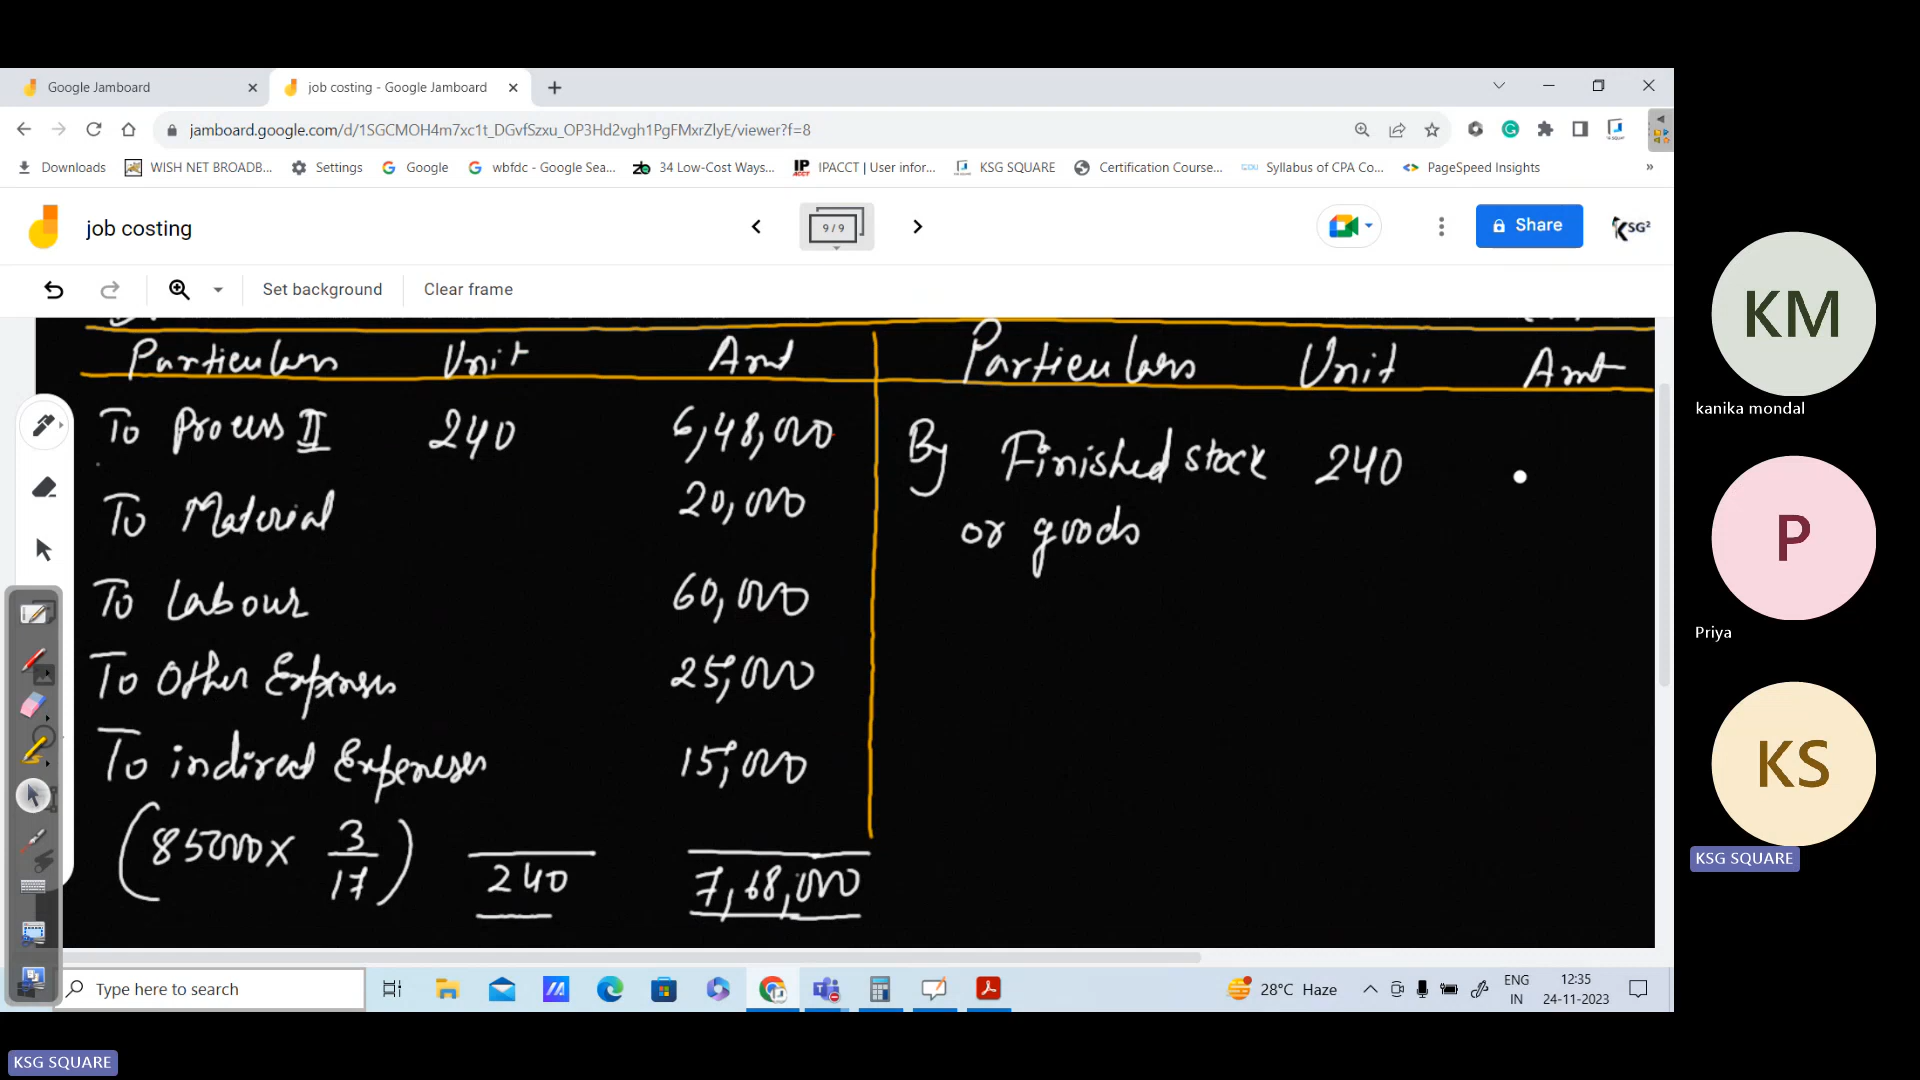 Google Jamboard
job costing - Google Jamboard
jamboard.google.com/d/1SGCMOH4m7xc1t_DGvfSzxu_OP3Hd2vgh1PgFMxrZlyE/viewer?f=8
Downloads WISH NET BROADB... Settings Google wbfdc - Google Sea... 34 Low-Cost Ways... IPACCT | User infor... KSG SQUARE Certification Course... Syllabus of CPA Co... PageSpeed Insights »
job costing
9 / 9
Share
KSG²
Set background Clear frame
Particulars Unit Amt Particulars Unit Amt
To Process II 240 6,48,000
By Finished stock 240
or goods
To Material 20,000
To Labour 60,000
To Other Expenses 25,000
To indirect Expenses 15,000
(85000 x 3/17) 240 7,68,000
KM
kanika mondal
P
Priya
KS
KSG SQUARE
Type here to search
28°C Haze
ENG
IN
12:35
24-11-2023
KSG SQUARE